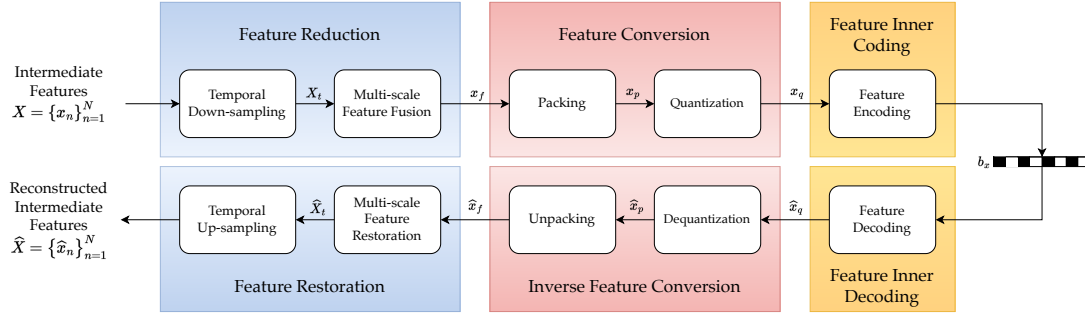 Feature Reduction
Feature Conversion
Feature Inner
Coding
Intermediate
Features
X = {x_n}_{n=1}^N
Temporal
Down-sampling
X_t
Multi-scale
Feature Fusion
x_f
Packing
x_p
Quantization
x_q
Feature
Encoding
b_x
Reconstructed
Intermediate
Features
X̂ = {x̂_n}_{n=1}^N
Temporal
Up-sampling
X̂_t
Multi-scale
Feature
Restoration
x̂_f
Unpacking
x̂_p
Dequantization
x̂_q
Feature
Decoding
Feature Restoration
Inverse Feature Conversion
Feature Inner
Decoding